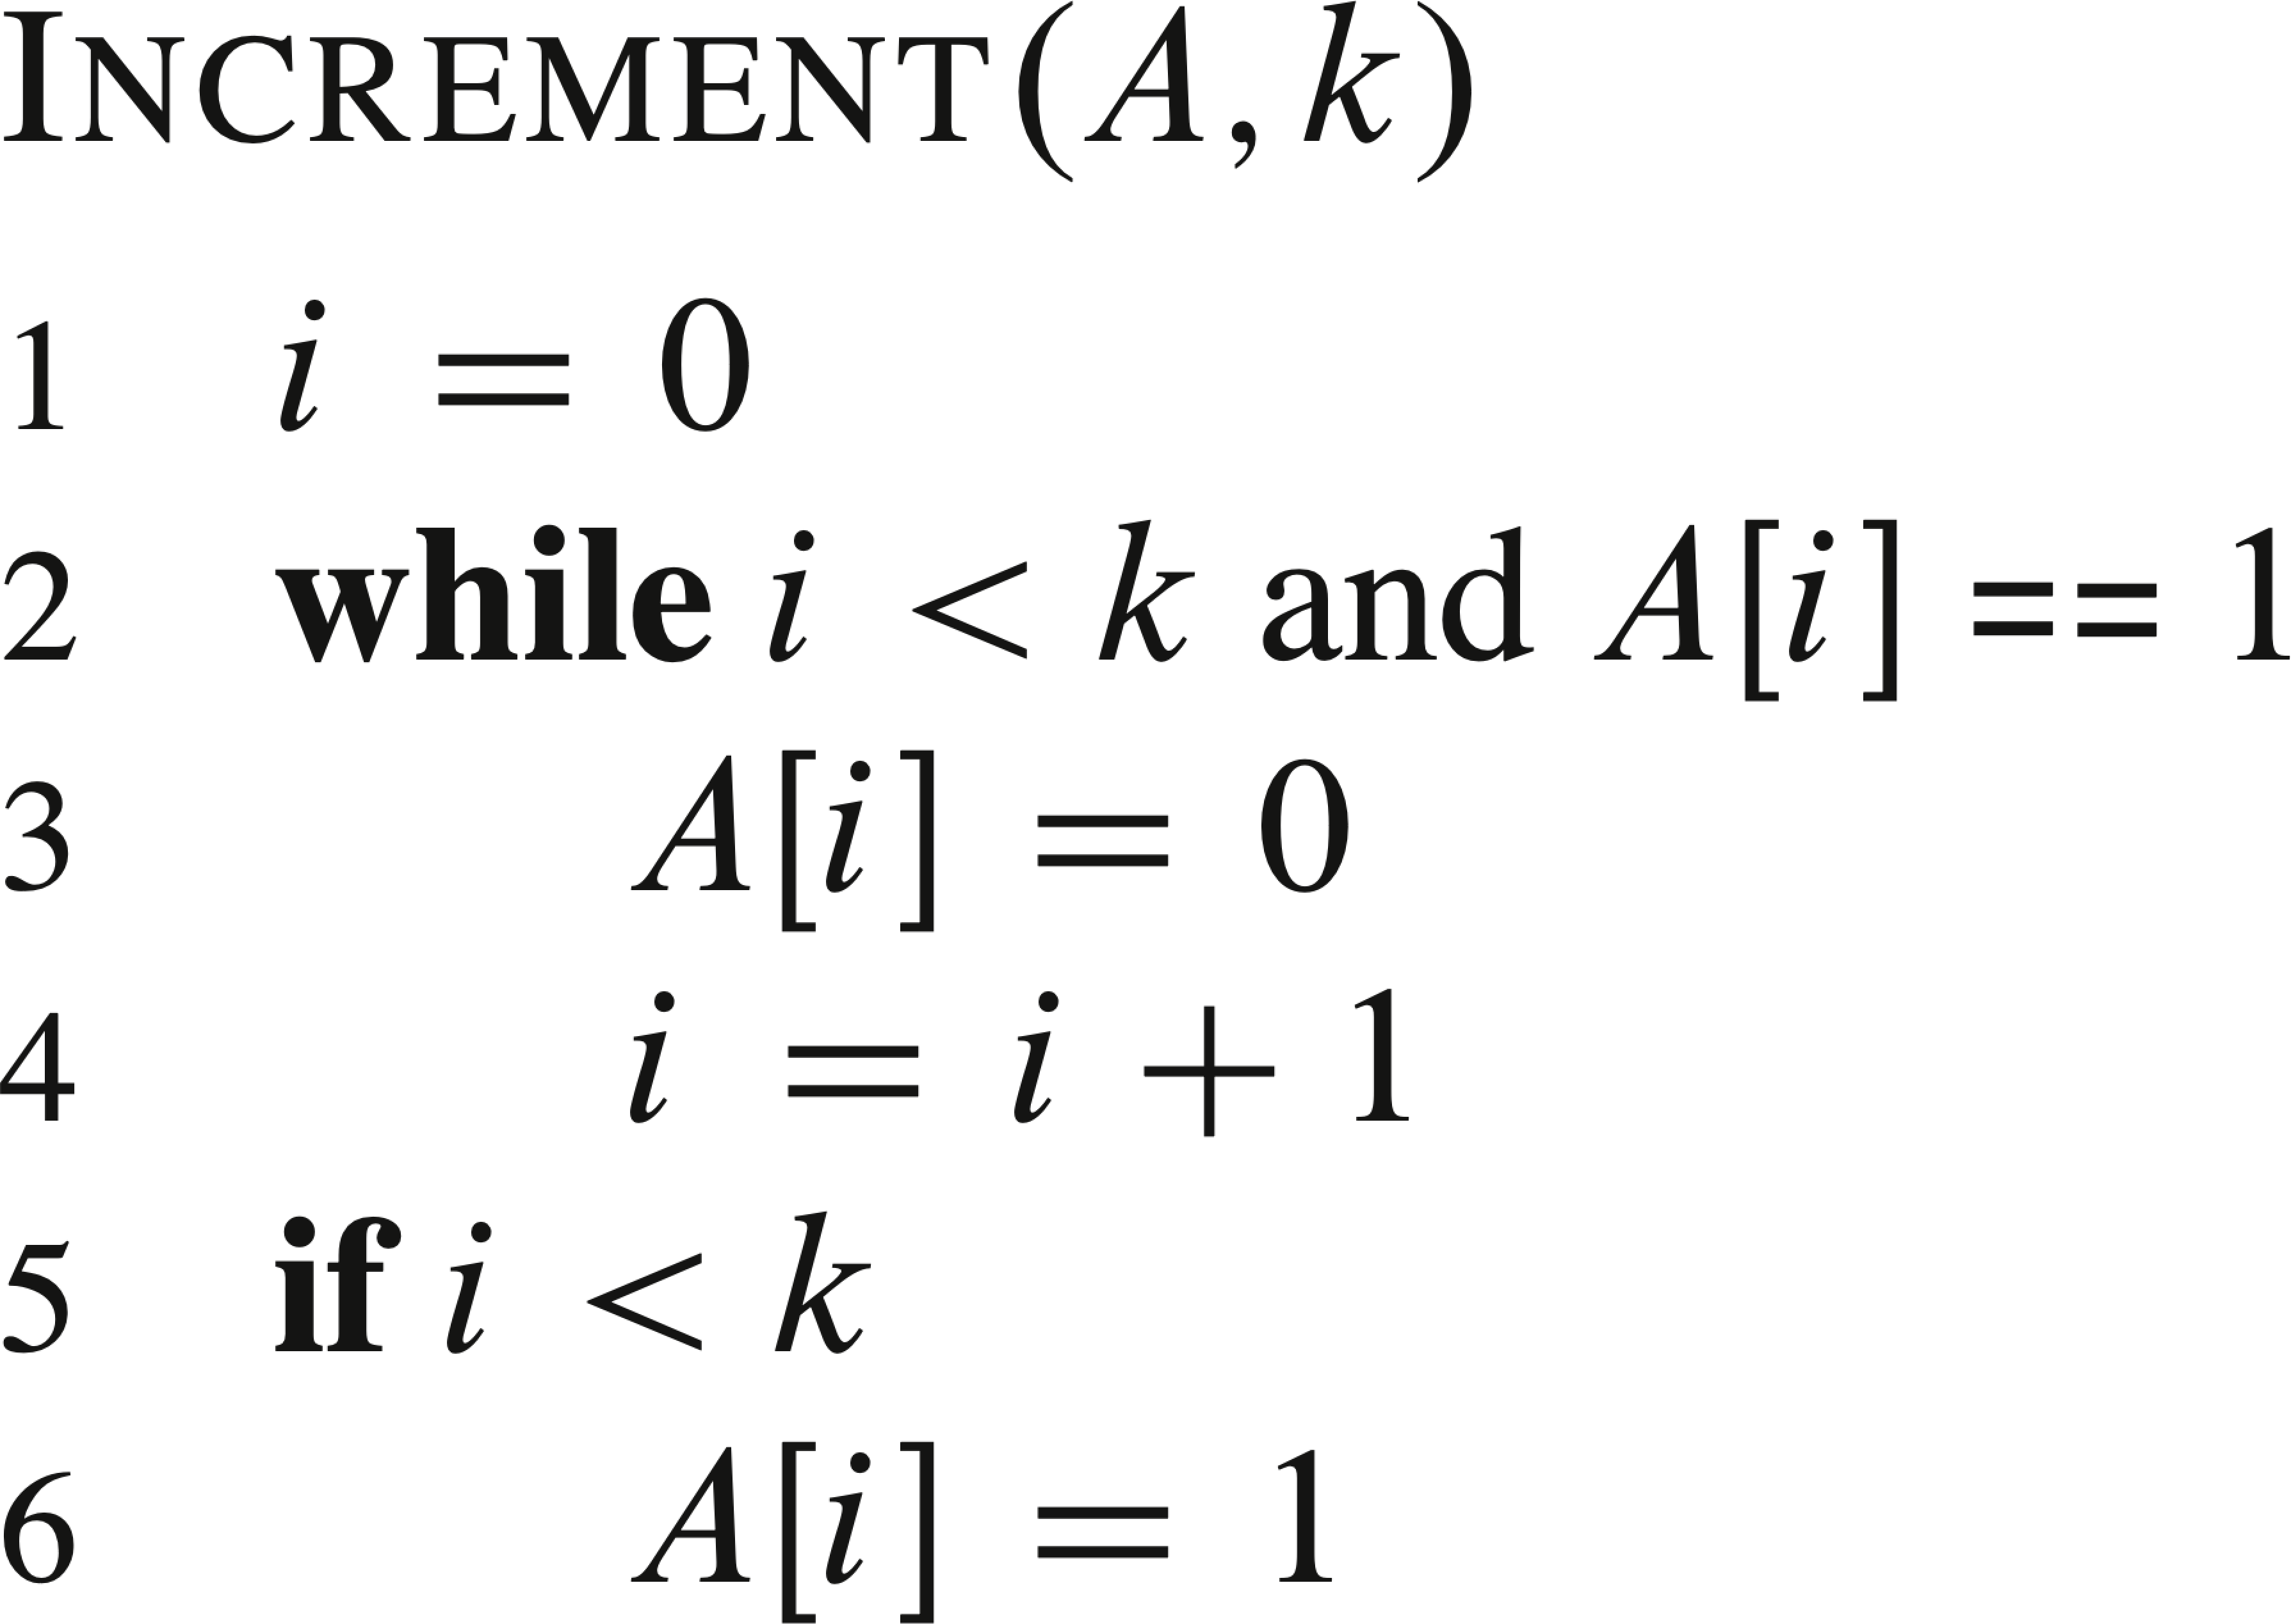 INCREMENT(A, k)
1 i = 0
2 while i < k and A[i] == 1
3 A[i] = 0
4 i = i + 1
5 if i < k
6 A[i] = 1